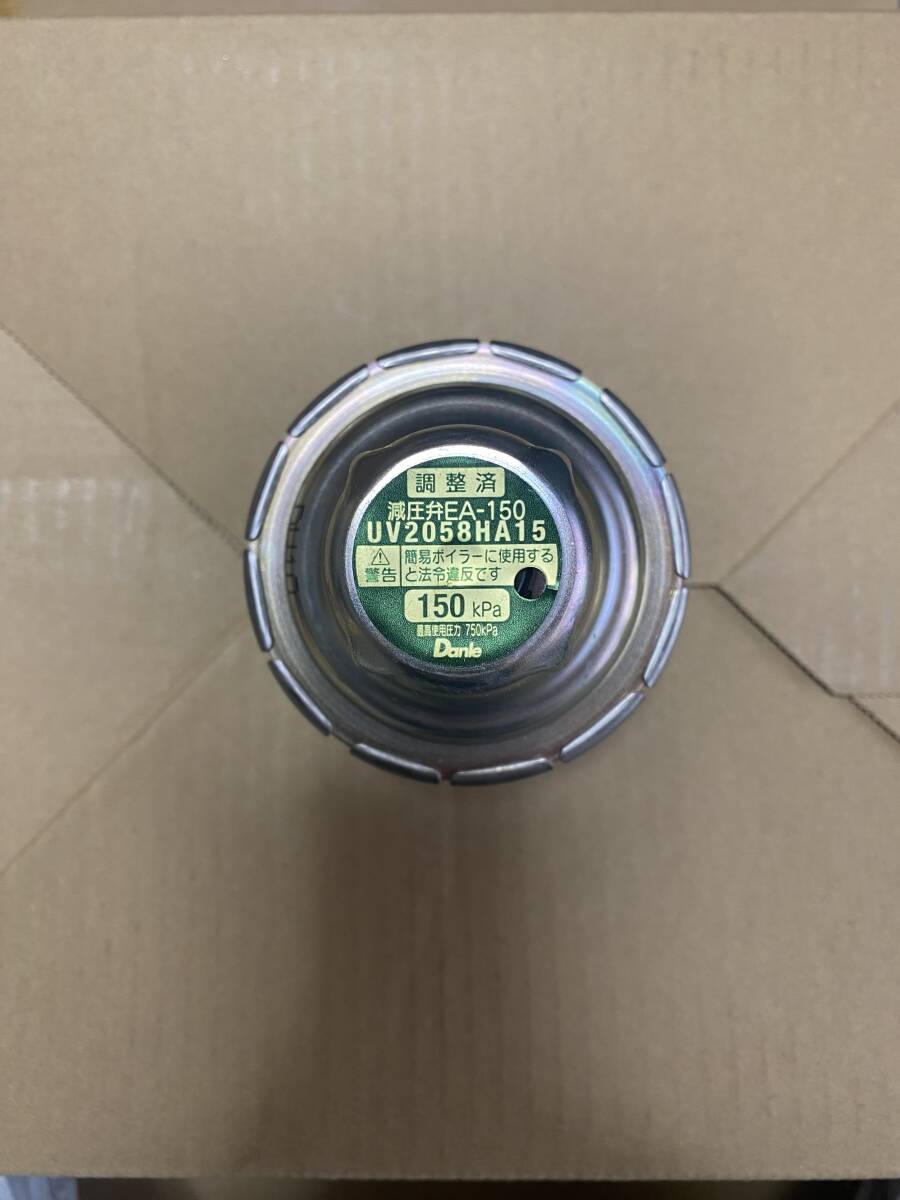 調整済
減圧弁EA-150
UV2058HA15
警告
簡易ボイラーに使用する
と法令違反です
150 kPa
最高使用圧力 750kPa
Danle